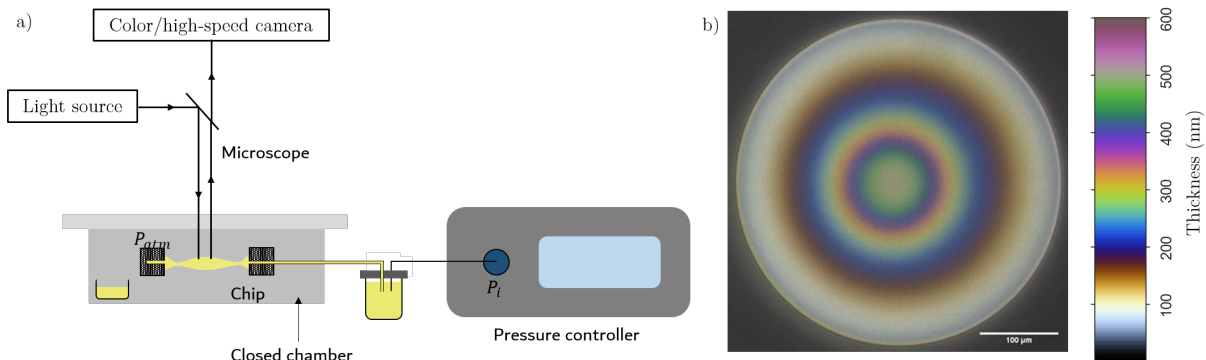 a)
Color/high-speed camera
Light source
Microscope
P_atm
Chip
Closed chamber
P_i
Pressure controller
b)
100 µm
600
500
400
300
200
100
Thickness (nm)